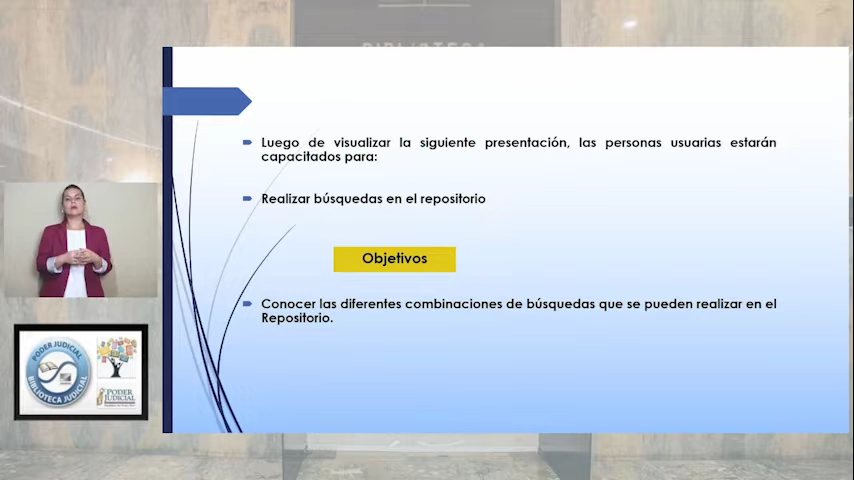 BIBLIOTECA
Luego de visualizar la siguiente presentación, las personas usuarias estarán
capacitados para:
Realizar búsquedas en el repositorio
Objetivos
Conocer las diferentes combinaciones de búsquedas que se pueden realizar en el
Repositorio.
PODER JUDICIAL
BIBLIOTECA JUDICIAL
PODER
JUDICIAL